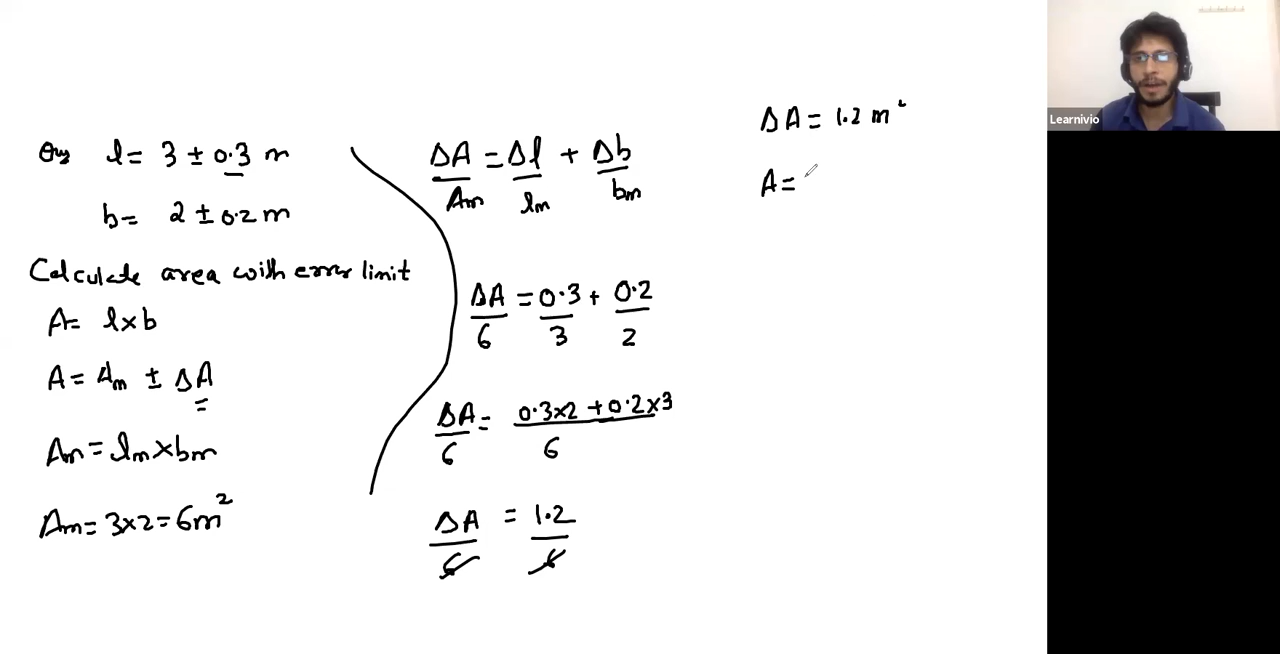 Qus l = 3 ± 0.3 m
b = 2 ± 0.2 m
Calculate area with error limit
A = l × b
A = Am ± ΔA
Am = lm × bm
Am = 3×2 = 6m²
ΔA/Am = Δl/lm + Δb/bm
ΔA/6 = 0.3/3 + 0.2/2
ΔA/6 = 0.3×2 + 0.2×3/6
ΔA/6 = 1.2/6
ΔA = 1.2 m²
A =
Learnivio